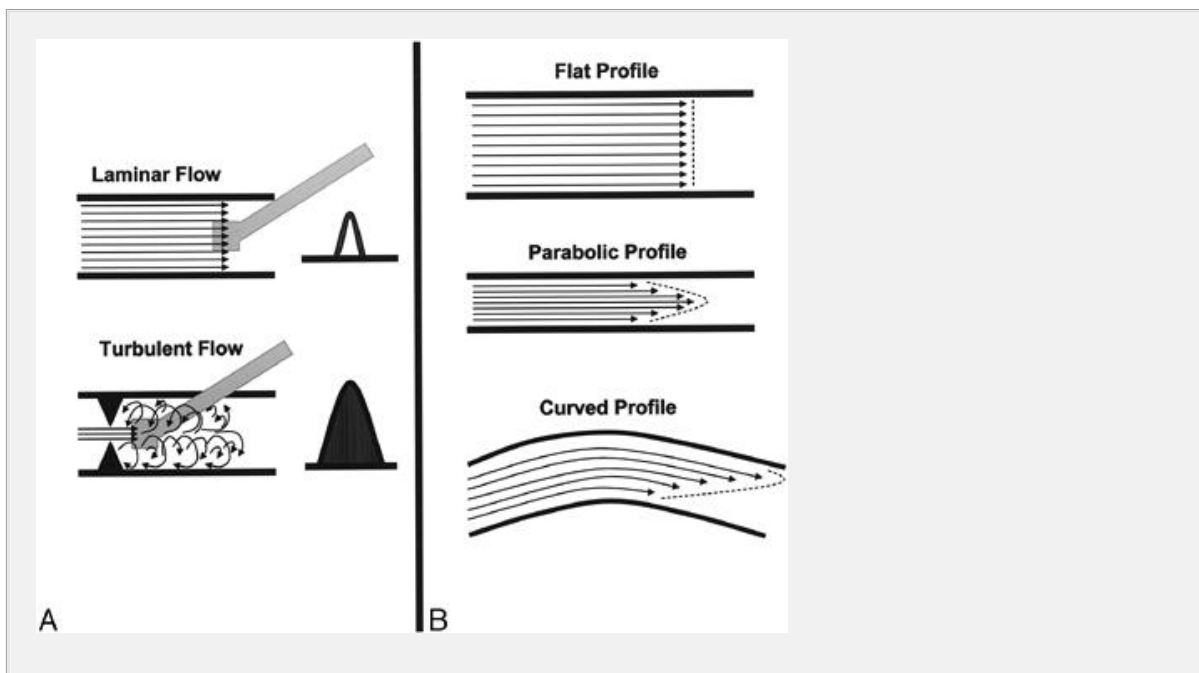 Laminar Flow
Turbulent Flow
A
Flat Profile
Parabolic Profile
Curved Profile
B